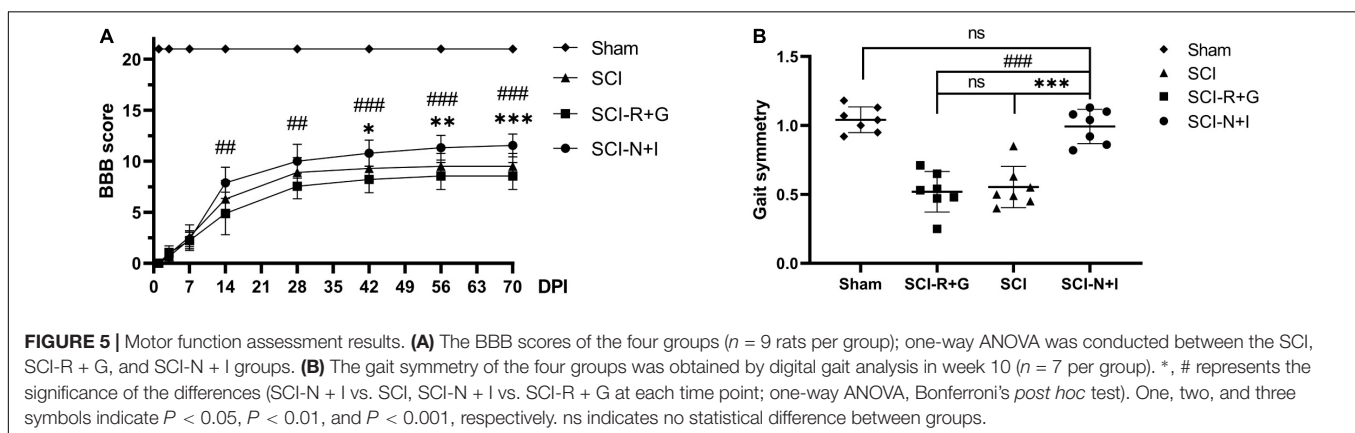 A
BBB score
20
15
10
5
0
##
##
###
*
###
**
###
***
0 7 14 21 28 35 42 49 56 63 70 DPI
Sham
SCI
SCI-R+G
SCI-N+I
B
Gait symmetry
1.5
1.0
0.5
0.0
ns
###
ns
***
Sham SCI-R+G SCI SCI-N+I
Sham
SCI
SCI-R+G
SCI-N+I
FIGURE 5 | Motor function assessment results. (A) The BBB scores of the four groups (n = 9 rats per group); one-way ANOVA was conducted between the SCI,
SCI-R + G, and SCI-N + I groups. (B) The gait symmetry of the four groups was obtained by digital gait analysis in week 10 (n = 7 per group). *, # represents the
significance of the differences (SCI-N + I vs. SCI, SCI-N + I vs. SCI-R + G at each time point; one-way ANOVA, Bonferroni's post hoc test). One, two, and three
symbols indicate P < 0.05, P < 0.01, and P < 0.001, respectively. ns indicates no statistical difference between groups.